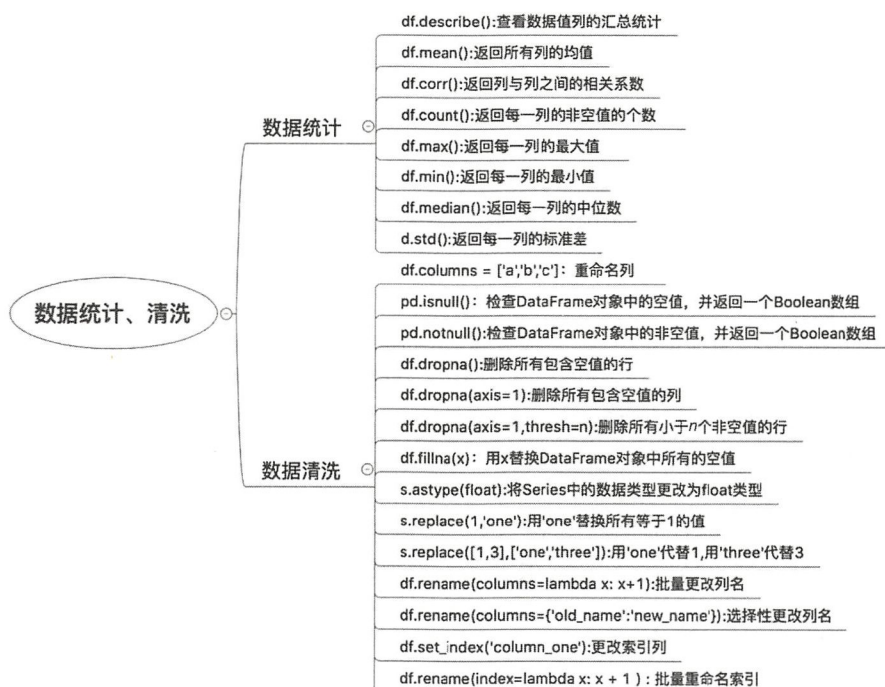 数据统计、清洗
数据统计
df.describe():查看数据值列的汇总统计
df.mean():返回所有列的均值
df.corr():返回列与列之间的相关系数
df.count():返回每一列的非空值的个数
df.max():返回每一列的最大值
df.min():返回每一列的最小值
df.median():返回每一列的中位数
d.std():返回每一列的标准差
数据清洗
df.columns = ['a','b','c']：重命名列
pd.isnull()：检查DataFrame对象中的空值，并返回一个Boolean数组
pd.notnull():检查DataFrame对象中的非空值，并返回一个Boolean数组
df.dropna():删除所有包含空值的行
df.dropna(axis=1):删除所有包含空值的列
df.dropna(axis=1,thresh=n):删除所有小于n个非空值的行
df.fillna(x)：用x替换DataFrame对象中所有的空值
s.astype(float):将Series中的数据类型更改为float类型
s.replace(1,'one'):用'one'替换所有等于1的值
s.replace([1,3],['one','three']):用'one'代替1,用'three'代替3
df.rename(columns=lambda x: x+1):批量更改列名
df.rename(columns={'old_name':'new_name'}):选择性更改列名
df.set_index('column_one'):更改索引列
df.rename(index=lambda x: x + 1 )：批量重命名索引